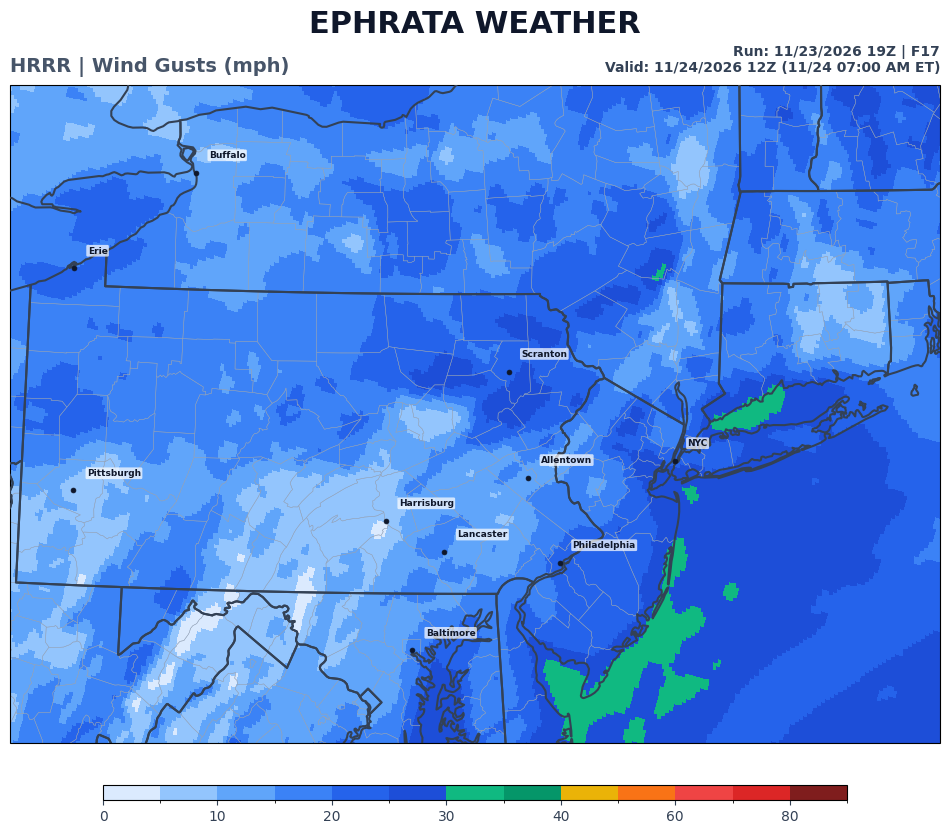 EPHRATA WEATHER
HRRR | Wind Gusts (mph)
Run: 11/23/2026 19Z | F17
Valid: 11/24/2026 12Z (11/24 07:00 AM ET)
Buffalo
Erie
Scranton
NYC
Allentown
Pittsburgh
Harrisburg
Lancaster
Philadelphia
Baltimore
0 10 20 30 40 60 80